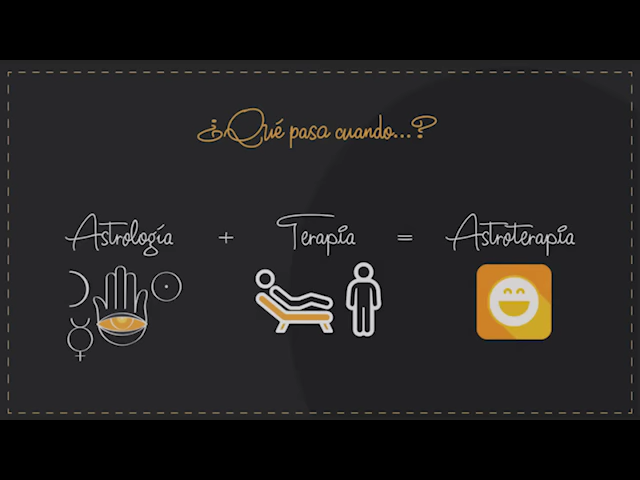 ¿Qué pasa cuando...?
Astrología + Terapia = Astroterapia